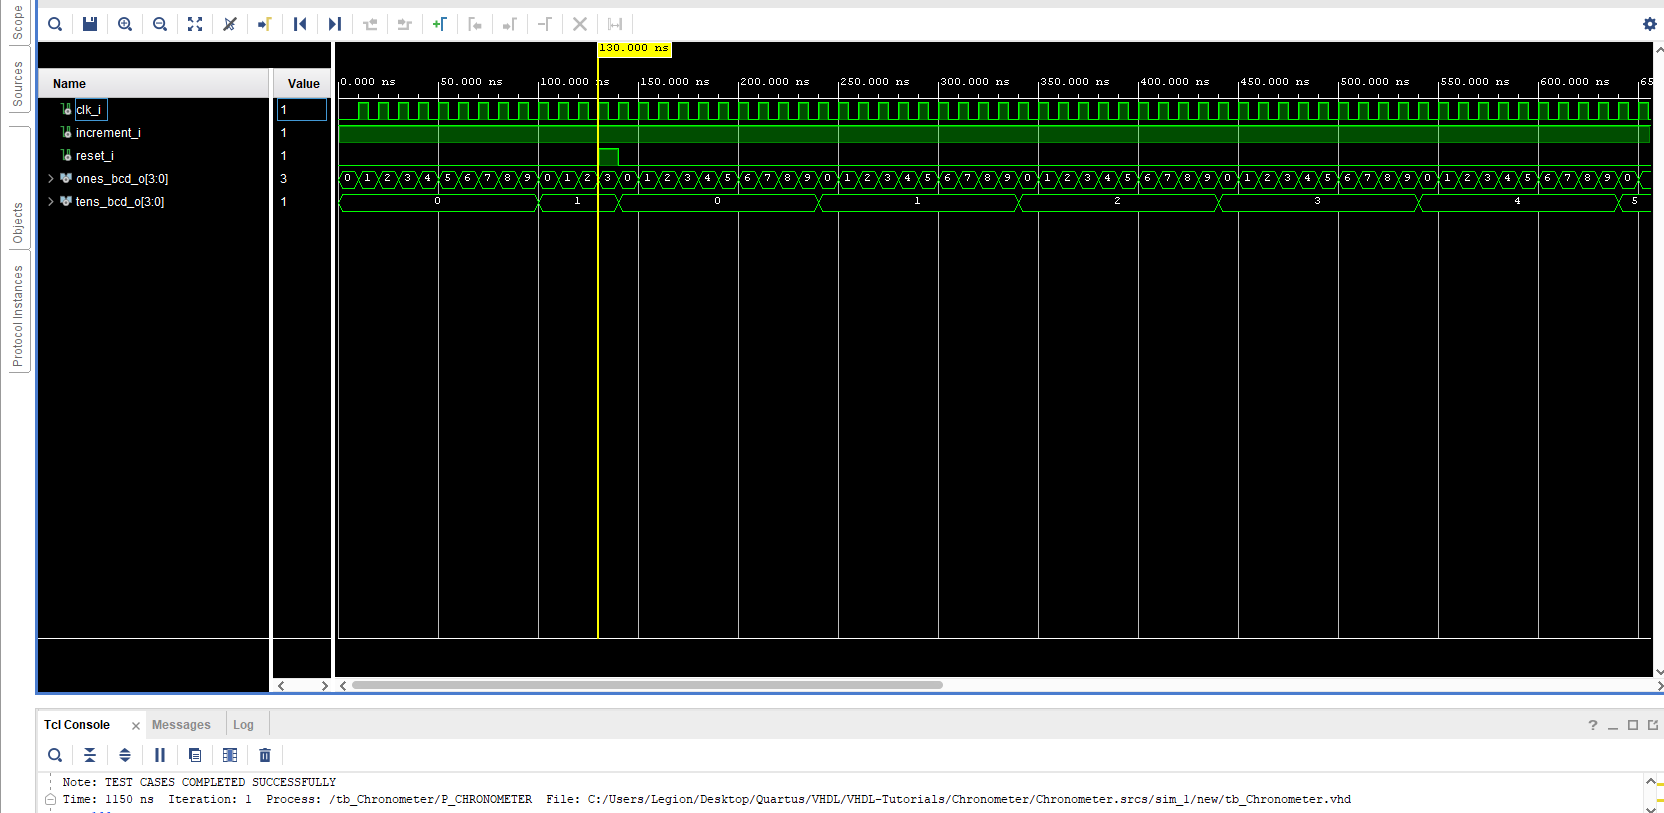 Scope
Sources
Objects
Protocol Instances
130.000 ns
Name
Value
0.000 ns 50.000 ns 100.000 ns 150.000 ns 200.000 ns 250.000 ns 300.000 ns 350.000 ns 400.000 ns 450.000 ns 500.000 ns 550.000 ns 600.000 ns 65
clk_i 1
increment_i 1
reset_i 1
ones_bcd_o[3:0] 3 0 1 2 3 4 5 6 7 8 9 0 1 2 3 0 1 2 3 4 5 6 7 8 9 0 1 2 3 4 5 6 7 8 9 0 1 2 3 4 5 6 7 8 9 0 1 2 3 4 5 6 7 8 9 0 1 2 3 4 5 6 7 8 9 0
tens_bcd_o[3:0] 1 0 1 0 1 2 3 4 5
Tcl Console × Messages Log
Note: TEST CASES COMPLETED SUCCESSFULLY
Time: 1150 ns Iteration: 1 Process: /tb_Chronometer/P_CHRONOMETER File: C:/Users/Legion/Desktop/Quartus/VHDL/VHDL-Tutorials/Chronometer/Chronometer.srcs/sim_1/new/tb_Chronometer.vhd